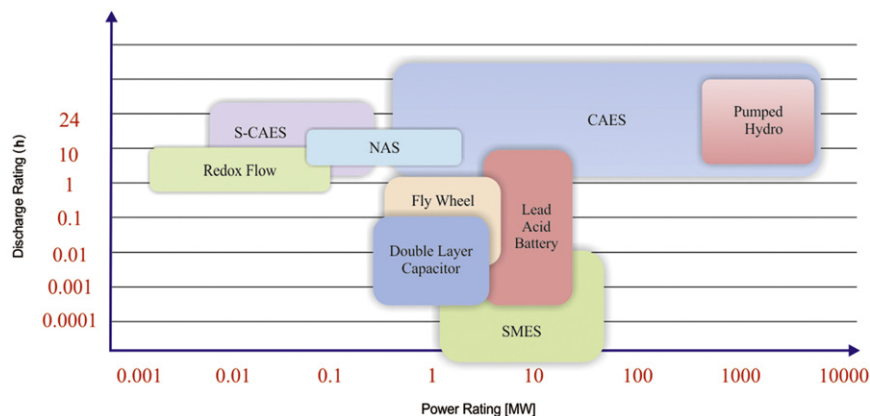 Discharge Rating (h)
24
10
1
0.1
0.01
0.001
0.0001
S-CAES
CAES
Pumped
Hydro
NAS
Redox Flow
Fly Wheel
Lead
Acid
Battery
Double Layer
Capacitor
SMES
0.001 0.01 0.1 1 10 100 1000 10000
Power Rating [MW]